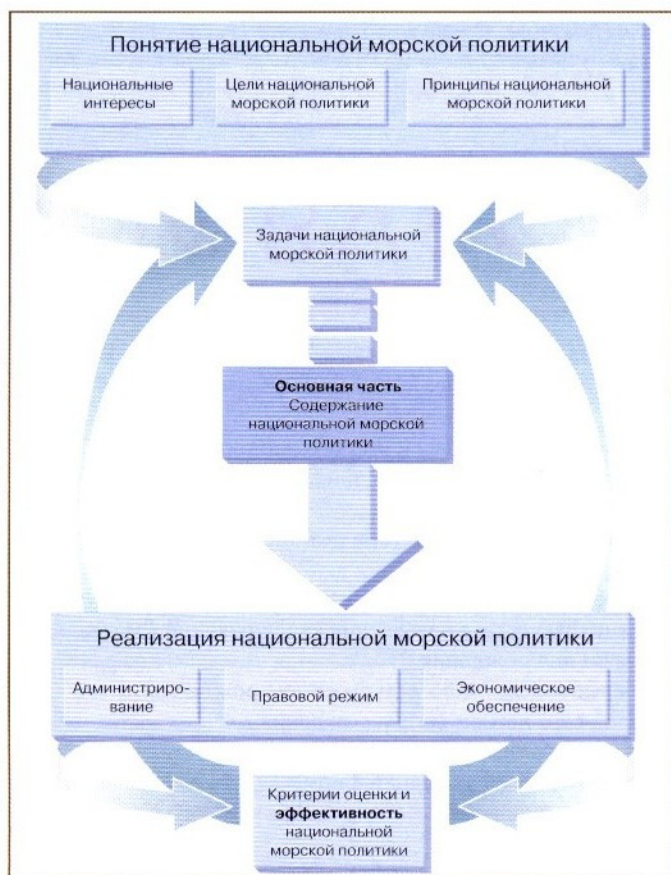 Понятие национальной морской политики
Национальные
интересы
Цели национальной
морской политики
Принципы национальной
морской политики
Задачи национальной
морской политики
Основная часть
Содержание
национальной морской
политики
Реализация национальной морской политики
Администриро-
вание
Правовой режим
Экономическое
обеспечение
Критерии оценки и
эффективность
национальной
морской политики